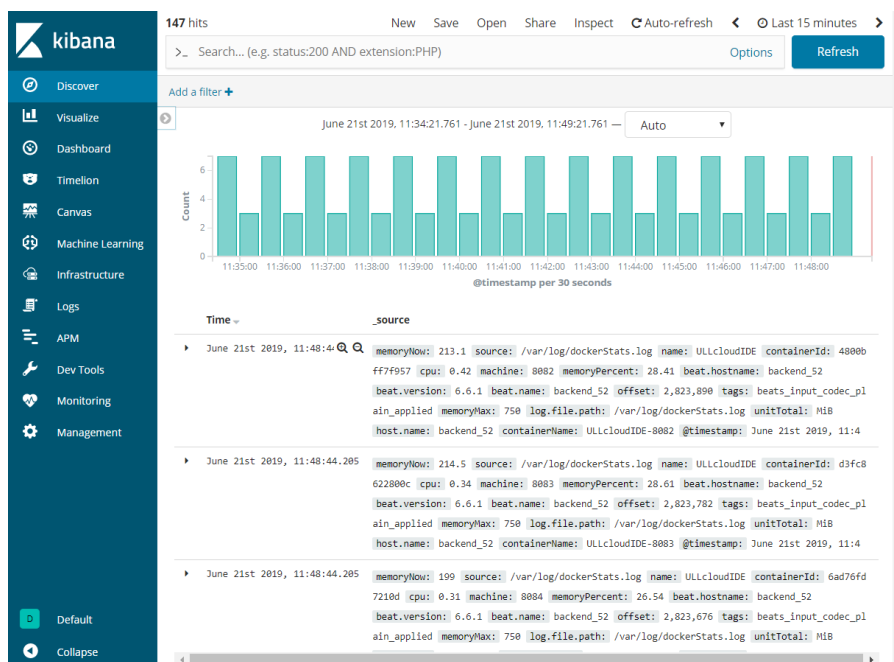 kibana
Discover
Visualize
Dashboard
Timelion
Canvas
Machine Learning
Infrastructure
Logs
APM
Dev Tools
Monitoring
Management
D Default
Collapse
147 hits New Save Open Share Inspect Auto-refresh Last 15 minutes
>_ Search... (e.g. status:200 AND extension:PHP) Options Refresh
Add a filter +
June 21st 2019, 11:34:21.761 - June 21st 2019, 11:49:21.761 — Auto
6
4
2
0
Count
11:35:00 11:36:00 11:37:00 11:38:00 11:39:00 11:40:00 11:41:00 11:42:00 11:43:00 11:44:00 11:45:00 11:46:00 11:47:00 11:48:00
@timestamp per 30 seconds
Time _source
June 21st 2019, 11:48:4 memoryNow: 213.1 source: /var/log/dockerStats.log name: ULLcloudIDE containerId: 4800b
ff7f957 cpu: 0.42 machine: 8082 memoryPercent: 28.41 beat.hostname: backend_52
beat.version: 6.6.1 beat.name: backend_52 offset: 2,823,890 tags: beats_input_codec_pl
ain_applied memoryMax: 750 log.file.path: /var/log/dockerStats.log unitTotal: MiB
host.name: backend_52 containerName: ULLcloudIDE-8082 @timestamp: June 21st 2019, 11:4
June 21st 2019, 11:48:44.205 memoryNow: 214.5 source: /var/log/dockerStats.log name: ULLcloudIDE containerId: d3fc8
622800c cpu: 0.34 machine: 8083 memoryPercent: 28.61 beat.hostname: backend_52
beat.version: 6.6.1 beat.name: backend_52 offset: 2,823,782 tags: beats_input_codec_pl
ain_applied memoryMax: 750 log.file.path: /var/log/dockerStats.log unitTotal: MiB
host.name: backend_52 containerName: ULLcloudIDE-8083 @timestamp: June 21st 2019, 11:4
June 21st 2019, 11:48:44.205 memoryNow: 199 source: /var/log/dockerStats.log name: ULLcloudIDE containerId: 6ad76fd
7210d cpu: 0.31 machine: 8084 memoryPercent: 26.54 beat.hostname: backend_52
beat.version: 6.6.1 beat.name: backend_52 offset: 2,823,676 tags: beats_input_codec_pl
ain_applied memoryMax: 750 log.file.path: /var/log/dockerStats.log unitTotal: MiB